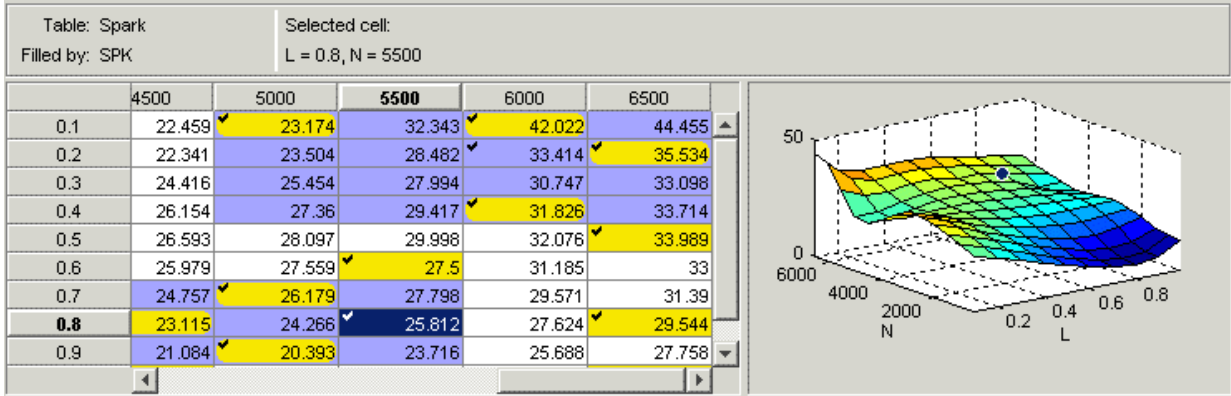 Table: Spark Selected cell:
Filled by: SPK L = 0.8, N = 5500
4500 5000 5500 6000 6500
0.1 22.459 23.174 32.343 42.022 44.455
0.2 22.341 23.504 28.482 33.414 35.534
0.3 24.416 25.454 27.994 30.747 33.098
0.4 26.154 27.36 29.417 31.826 33.714
0.5 26.593 28.097 29.998 32.076 33.989
0.6 25.979 27.559 27.5 31.185 33
0.7 24.757 26.179 27.798 29.571 31.39
0.8 23.115 24.266 25.812 27.624 29.544
0.9 21.084 20.393 23.716 25.688 27.758
50
0
6000
4000
2000
N
0.2 0.4 0.6 0.8
L